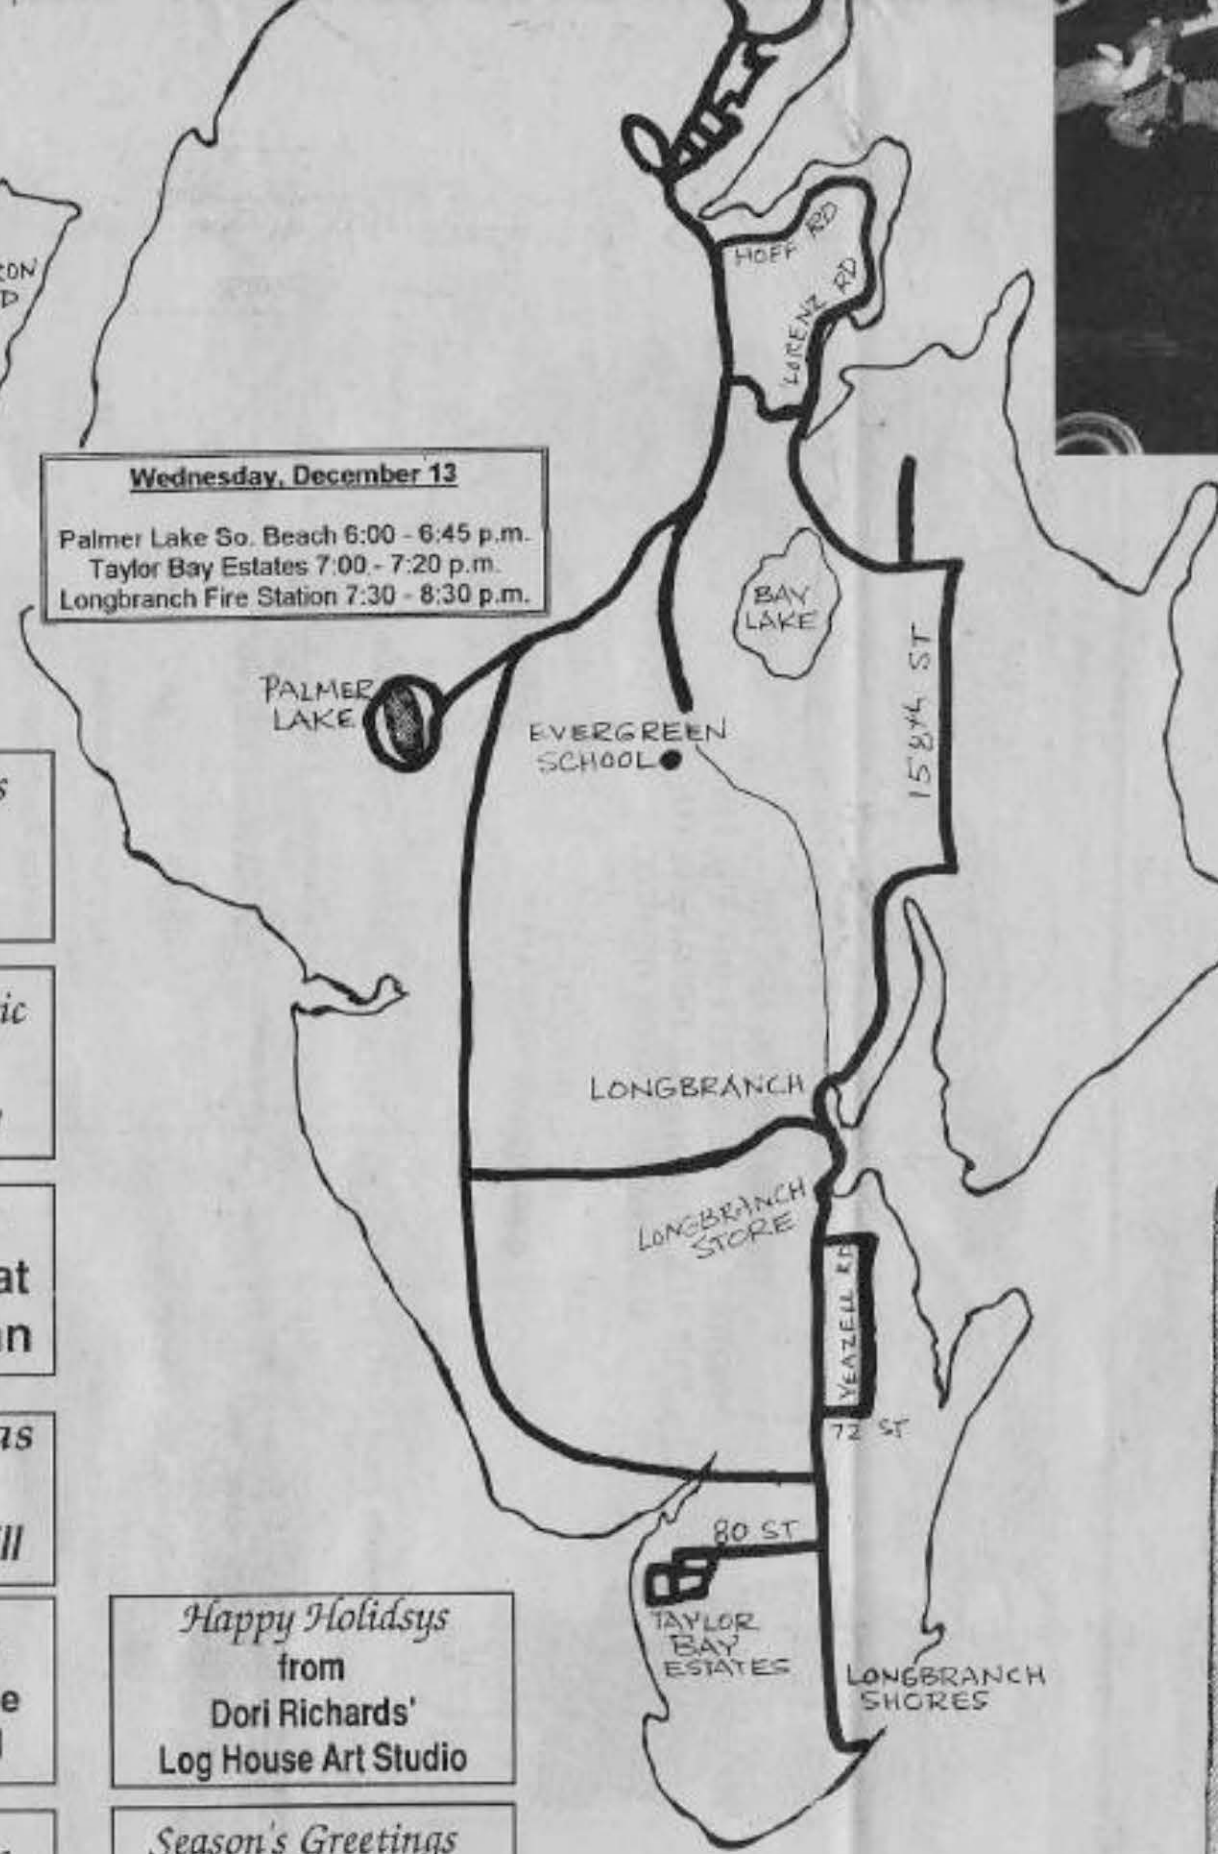 HOFF RD
LORENZ RD
Wednesday, December 13
Palmer Lake So. Beach 6:00 - 6:45 p.m.
Taylor Bay Estates 7:00 - 7:20 p.m.
Longbranch Fire Station 7:30 - 8:30 p.m.
BAY
LAKE
158th ST
PALMER
LAKE
EVERGREEN
SCHOOL
LONGBRANCH
LONGBRANCH
STORE
YEAZELL RD
72 ST
80 ST
TAYLOR
BAY
ESTATES
LONGBRANCH
SHORES
Happy Holidsys
from
Dori Richards'
Log House Art Studio
Season's Greetings